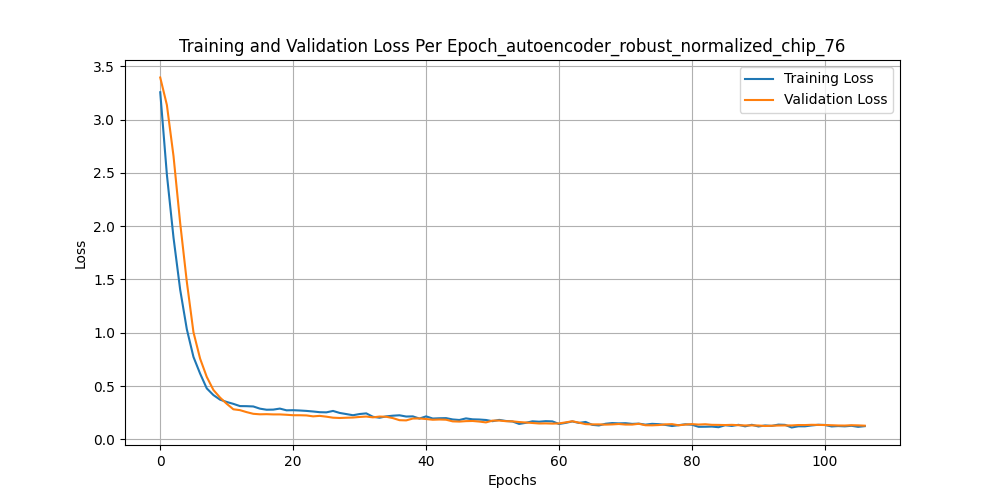 Training and Validation Loss Per Epoch_autoencoder_robust_normalized_chip_76
3.5
3.0
2.5
2.0
1.5
1.0
0.5
0.0
Loss
Training Loss
Validation Loss
0 20 40 60 80 100
Epochs